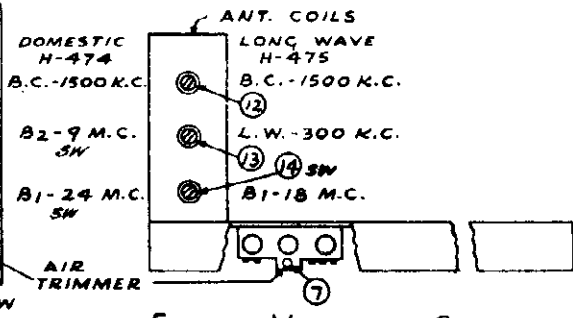 ANT. COILS
DOMESTIC
H-474
LONG WAVE
H-475
B.C.-1500 K.C.
B.C.-1500 K.C.
12
B2-9 M.C.
SW
L.W.-300 K.C.
13
14 SW
B1-24 M.C.
SW
B1-18 M.C.
AIR
TRIMMER
7
W